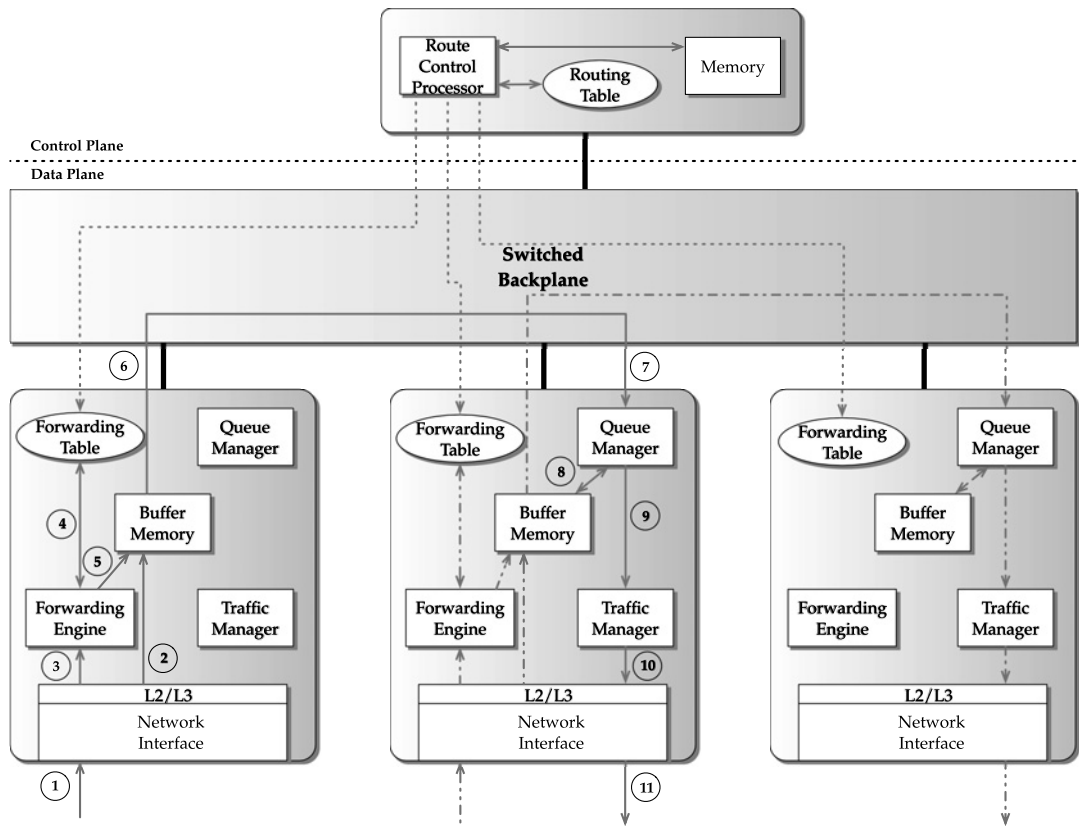 Route
Control
Processor
Memory
Routing
Table
Control Plane
Data Plane
Switched
Backplane
6
7
Forwarding
Table
Queue
Manager
Forwarding
Table
Queue
Manager
Forwarding
Table
Queue
Manager
8
4
Buffer
Memory
9
Buffer
Memory
Buffer
Memory
5
Forwarding
Engine
Traffic
Manager
Forwarding
Engine
Traffic
Manager
Forwarding
Engine
Traffic
Manager
3
2
10
L2/L3
Network
Interface
L2/L3
Network
Interface
L2/L3
Network
Interface
1
11